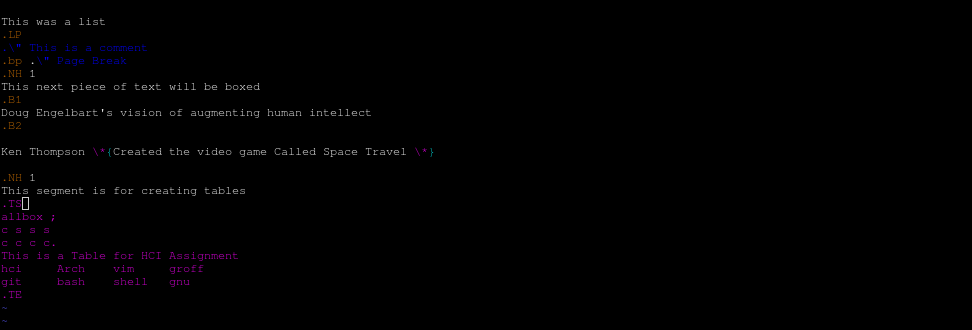 This was a list
.LP
.\" This is a comment
.bp .\" Page Break
.NH 1
This next piece of text will be boxed
.B1
Doug Engelbart's vision of augmenting human intellect
.B2
Ken Thompson \*{Created the video game Called Space Travel \*}
.NH 1
This segment is for creating tables
.TS
allbox ;
c s s s
c c c c.
This is a Table for HCI Assignment
hci     Arch    vim     groff
git     bash    shell   gnu
.TE
~
~